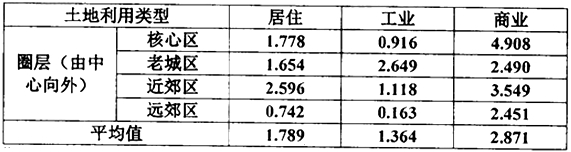 土地利用类型 居住 工业 商业
圈层（由中心向外） 核心区 1.778 0.916 4.908
老城区 1.654 2.649 2.490
近郊区 2.596 1.118 3.549
远郊区 0.742 0.163 2.451
平均值 1.789 1.364 2.871